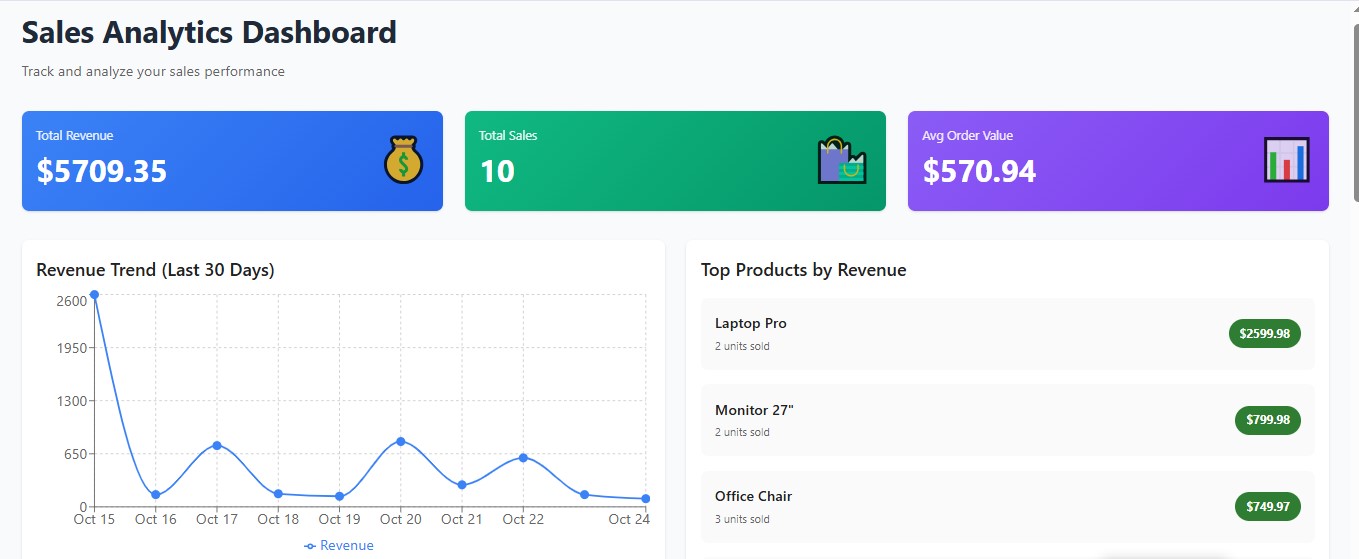 Sales Analytics Dashboard
Track and analyze your sales performance
Total Revenue
$5709.35
$
Total Sales
10
Avg Order Value
$570.94
Revenue Trend (Last 30 Days)
2600
1950
1300
650
0
Oct 15 Oct 16 Oct 17 Oct 18 Oct 19 Oct 20 Oct 21 Oct 22 Oct 24
Revenue
Top Products by Revenue
Laptop Pro
2 units sold
$2599.98
Monitor 27"
2 units sold
$799.98
Office Chair
3 units sold
$749.97